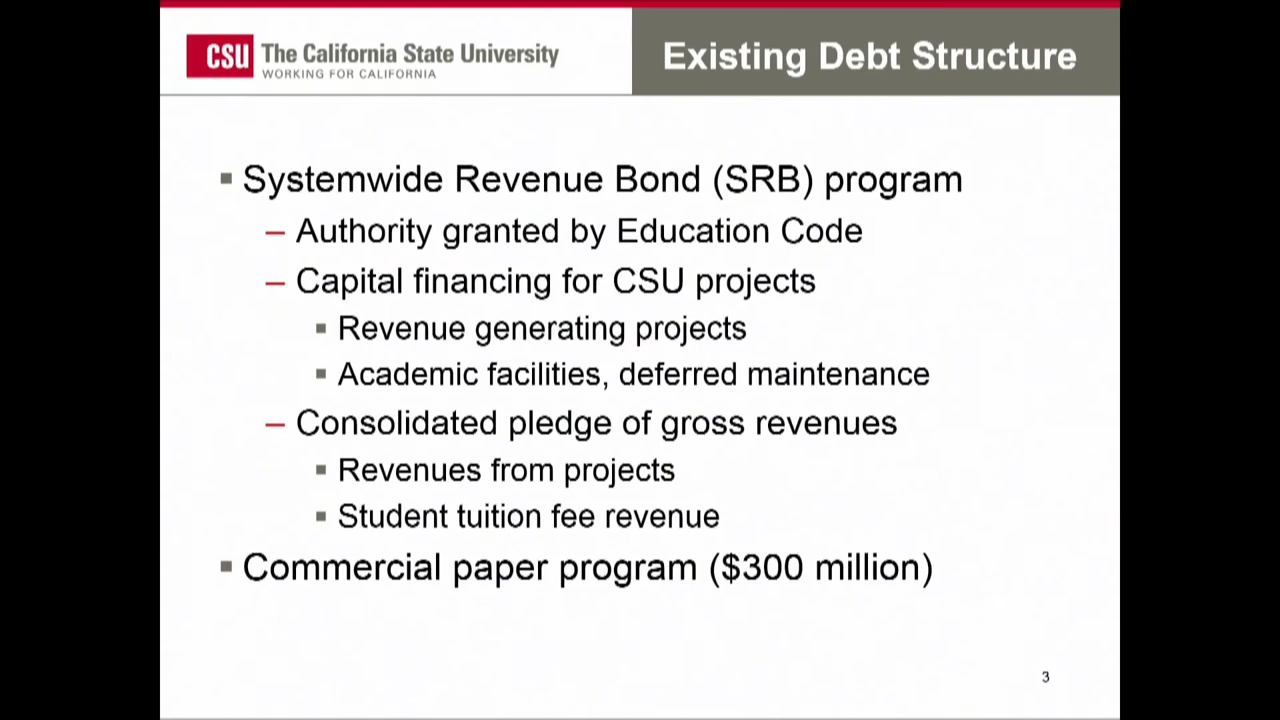 CSU The California State University
WORKING FOR CALIFORNIA
Existing Debt Structure
▪ Systemwide Revenue Bond (SRB) program
– Authority granted by Education Code
– Capital financing for CSU projects
▪ Revenue generating projects
▪ Academic facilities, deferred maintenance
– Consolidated pledge of gross revenues
▪ Revenues from projects
▪ Student tuition fee revenue
▪ Commercial paper program ($300 million)
3